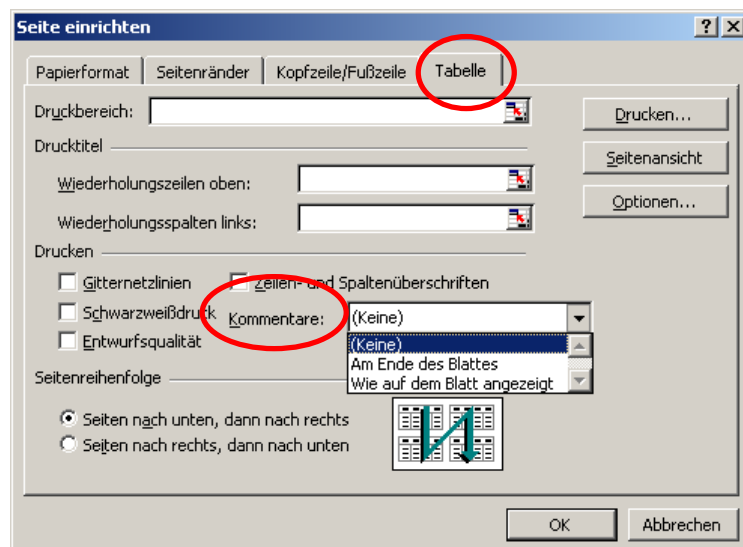 Seite einrichten
Papierformat Seitenränder Kopfzeile/Fußzeile Tabelle
Druckbereich: Drucken...
Drucktitel
Seitenansicht
Wiederholungszeilen oben:
Optionen...
Wiederholungsspalten links:
Drucken
Gitternetzlinien Zeilen- und Spaltenüberschriften
Schwarzweißdruck Kommentare: (Keine)
(Keine)
Entwurfsqualität
Am Ende des Blattes
Wie auf dem Blatt angezeigt
Seitenreihenfolge
Seiten nach unten, dann nach rechts
Seiten nach rechts, dann nach unten
OK Abbrechen